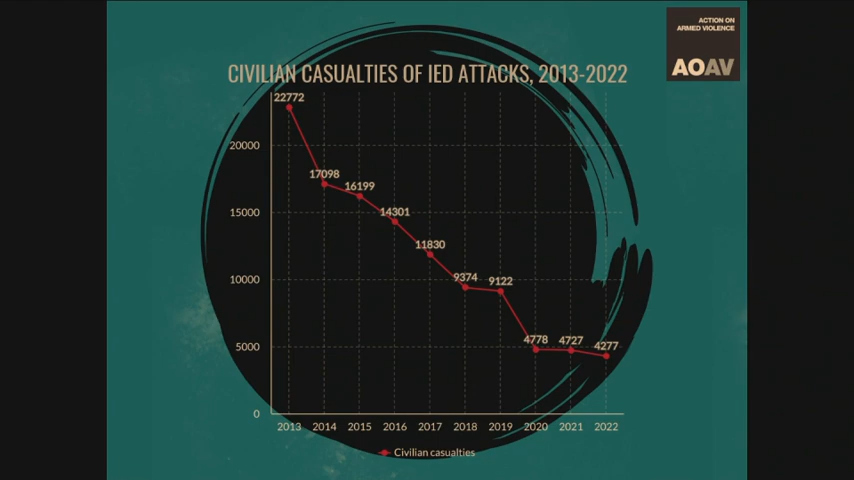 ACTION ON
ARMED VIOLENCE
AOAV
CIVILIAN CASUALTIES OF IED ATTACKS, 2013-2022
22772
20000
17098
16199
15000
14301
11830
10000
9374
9122
5000
4778
4727
4277
0
2013 2014 2015 2016 2017 2018 2019 2020 2021 2022
Civilian casualties